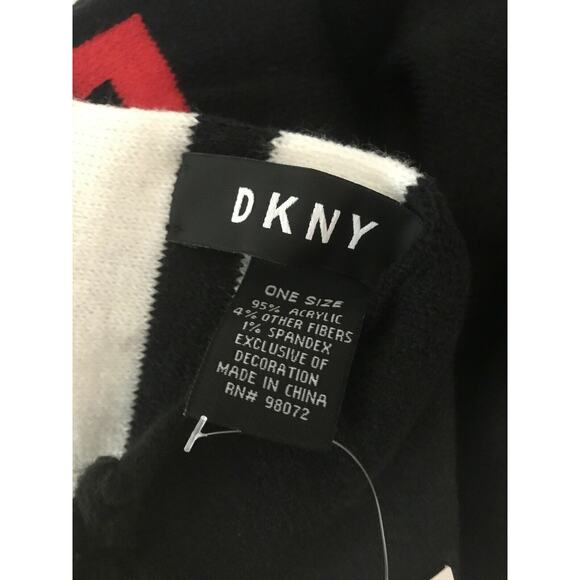 DKNY
ONE SIZE
95% ACRYLIC
4% OTHER FIBERS
1% SPANDEX
EXCLUSIVE OF
DECORATION
MADE IN CHINA
RN# 98072